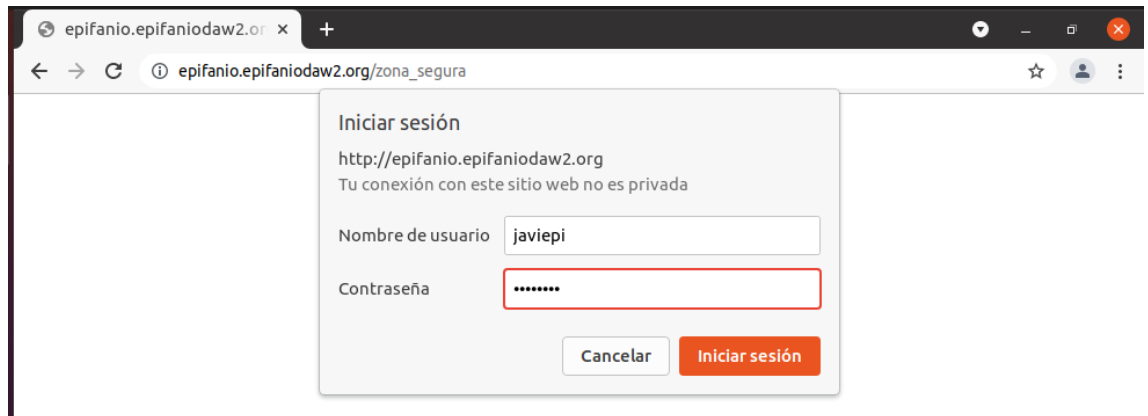 epifanio.epifaniodaw2.or
epifanio.epifaniodaw2.org/zona_segura
Iniciar sesión
http://epifanio.epifaniodaw2.org
Tu conexión con este sitio web no es privada
Nombre de usuario javiepi
Contraseña ••••••••
Cancelar Iniciar sesión